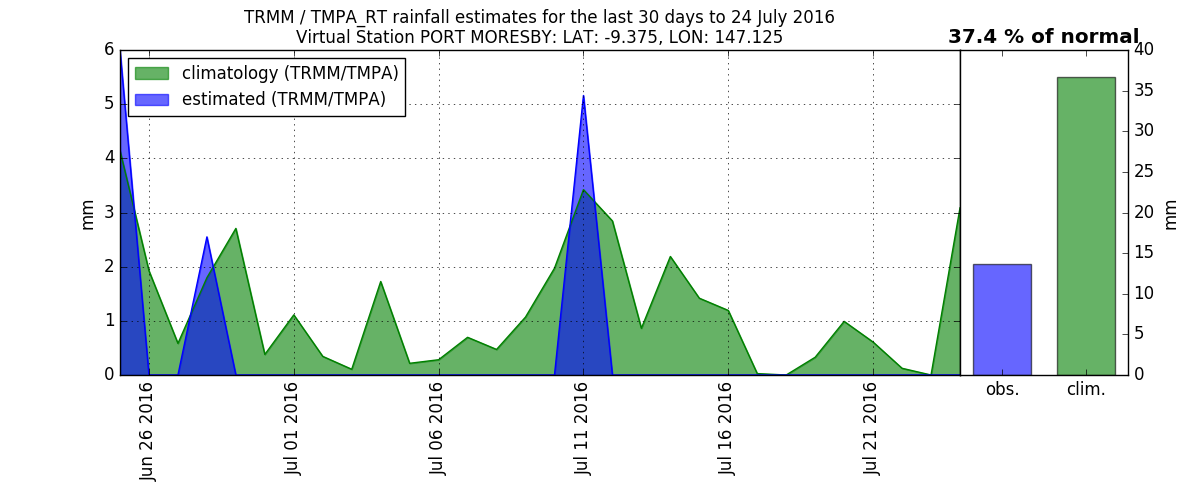 TRMM / TMPA_RT rainfall estimates for the last 30 days to 24 July 2016
Virtual Station PORT MORESBY: LAT: -9.375, LON: 147.125
37.4 % of normal
climatology (TRMM/TMPA)
estimated (TRMM/TMPA)
6
5
4
3
2
1
0
mm
Jun 26 2016
Jul 01 2016
Jul 06 2016
Jul 11 2016
Jul 16 2016
Jul 21 2016
obs.
clim.
40
35
30
25
20
15
10
5
0
mm